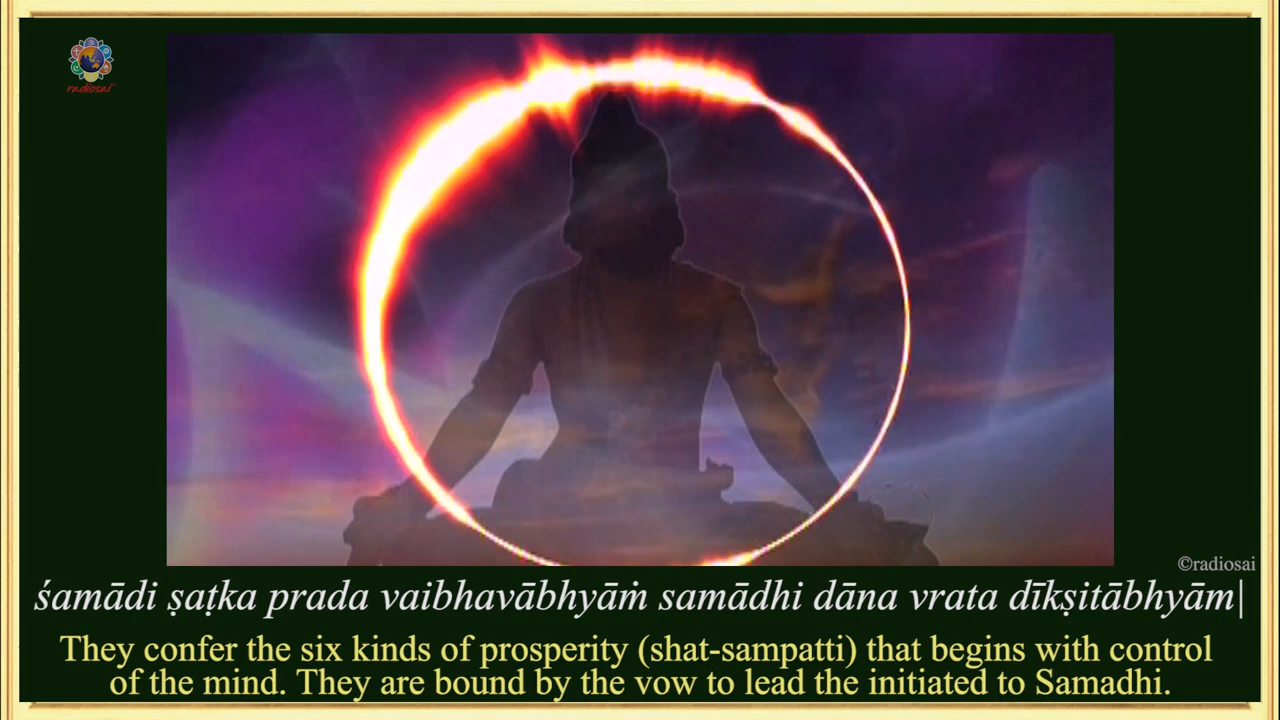 radiosai
©radiosai
śamādi ṣaṭka prada vaibhavābhyāṁ samādhi dāna vrata dīkṣitābhyām|
They confer the six kinds of prosperity (shat-sampatti) that begins with control
of the mind. They are bound by the vow to lead the initiated to Samadhi.